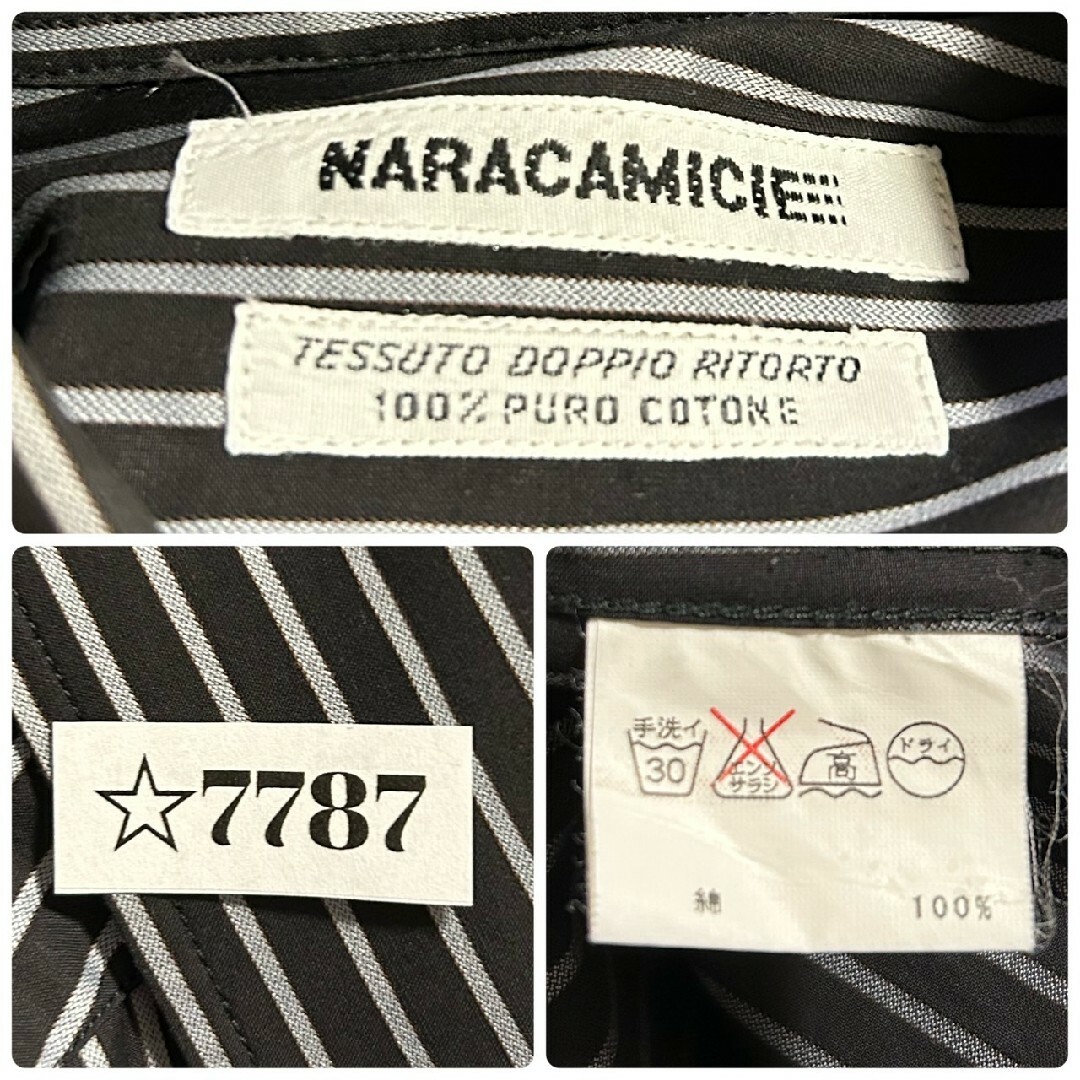 NARACAMICIE
TESSUTO DOPPIO RITORTO
100% PURO COTONE
☆7787
手洗イ
30
エンソ
サラシ
高
ドライ
綿 100%